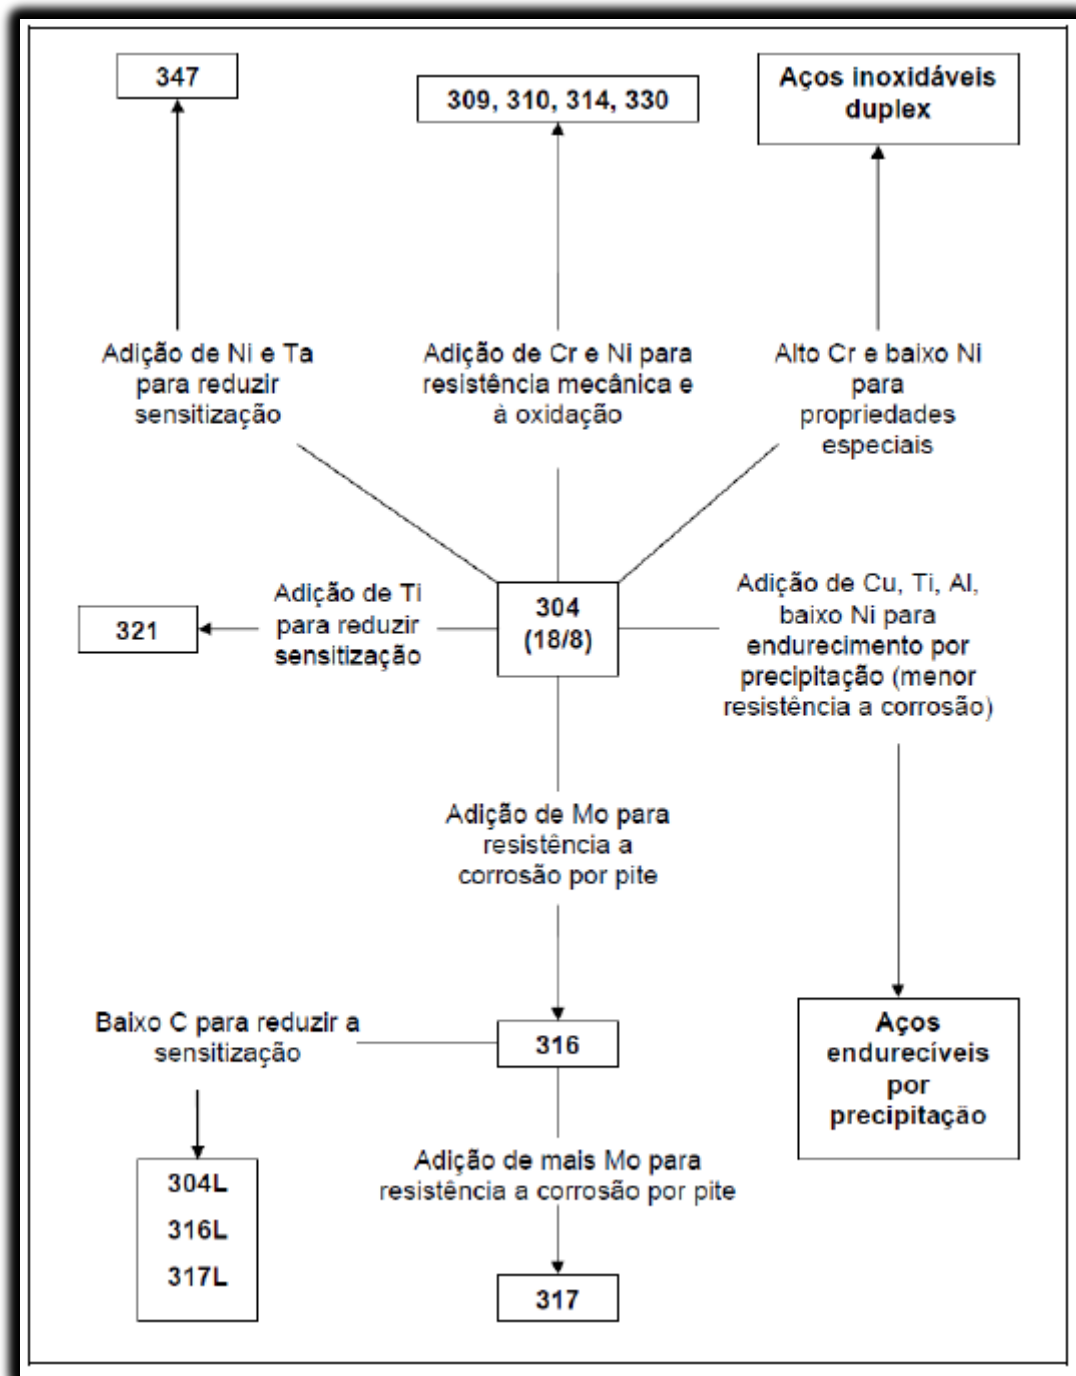 347
309, 310, 314, 330
Aços inoxidáveis
duplex
Adição de Ni e Ta
para reduzir
sensitização
Adição de Cr e Ni para
resistência mecânica e
à oxidação
Alto Cr e baixo Ni
para
propriedades
especiais
321
Adição de Ti
para reduzir
sensitização
304
(18/8)
Adição de Cu, Ti, Al,
baixo Ni para
endurecimento por
precipitação (menor
resistência a corrosão)
Adição de Mo para
resistência a
corrosão por pite
Baixo C para reduzir a
sensitização
316
Aços
endurecíveis
por
precipitação
304L
316L
317L
Adição de mais Mo para
resistência a corrosão por pite
317